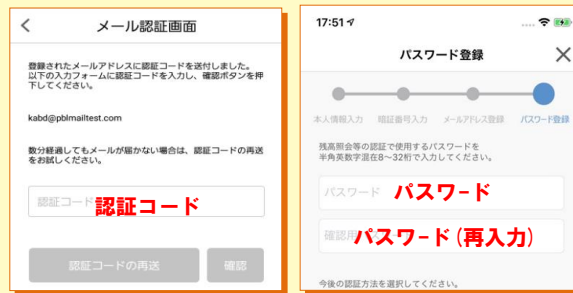 メール認証画面
登録されたメールアドレスに認証コードを送付しました。
以下の入力フォームに認証コードを入力し、確認ボタンを押
下してください。
kabd@pblmailtest.com
数分経過してもメールが届かない場合は、認証コードの再送
をお試しください。
認証コード
認証コード
認証コードの再送
確認
17:51
パスワード登録
本人情報入力 暗証番号入力 メールアドレス登録 パスワード登録
残高照会等の認証で使用するパスワードを
半角英数字混在8〜32桁で入力してください。
パスワード
パスワード
確認用
パスワード(再入力)
今後の認証方法を選択してください。